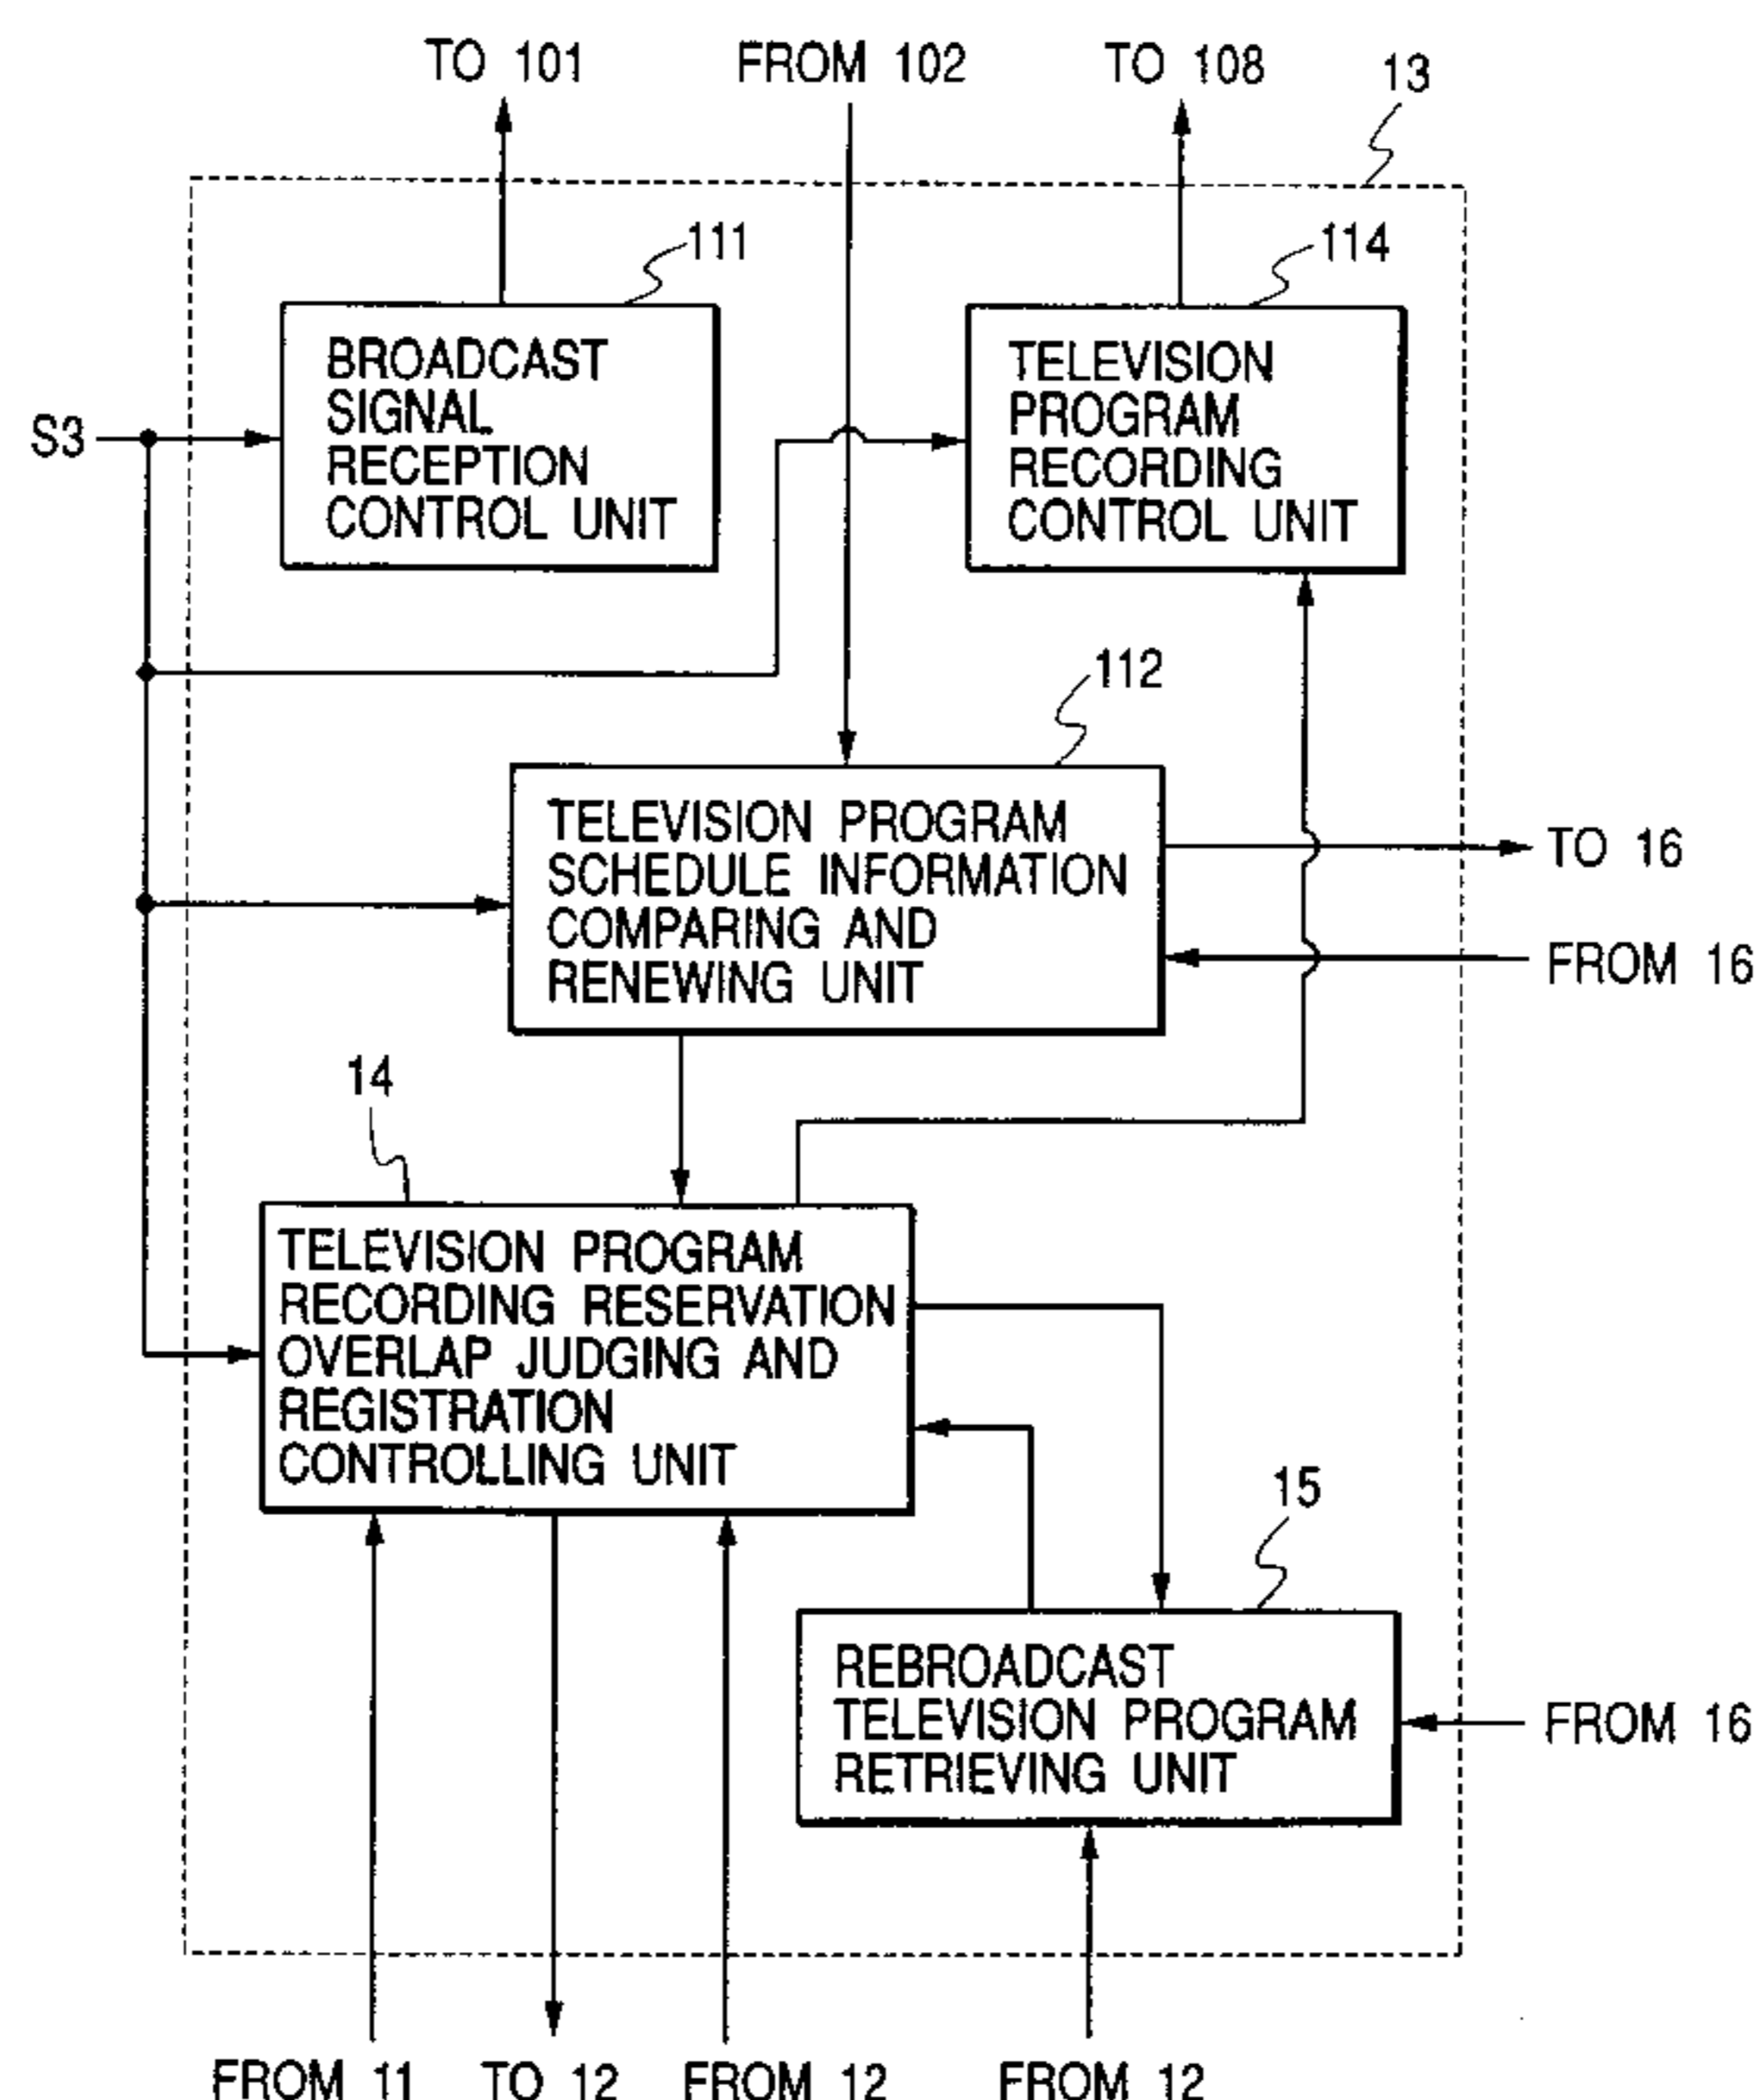 TO 101
FROM 102
TO 108
13
111
114
BROADCAST
SIGNAL
RECEPTION
CONTROL UNIT
TELEVISION
PROGRAM
RECORDING
CONTROL UNIT
S3
112
TELEVISION PROGRAM
SCHEDULE INFORMATION
COMPARING AND
RENEWING UNIT
TO 16
FROM 16
14
TELEVISION PROGRAM
RECORDING RESERVATION
OVERLAP JUDGING AND
REGISTRATION
CONTROLLING UNIT
15
REBROADCAST
TELEVISION PROGRAM
RETRIEVING UNIT
FROM 16
FROM 11
TO 12
FROM 12
FROM 12